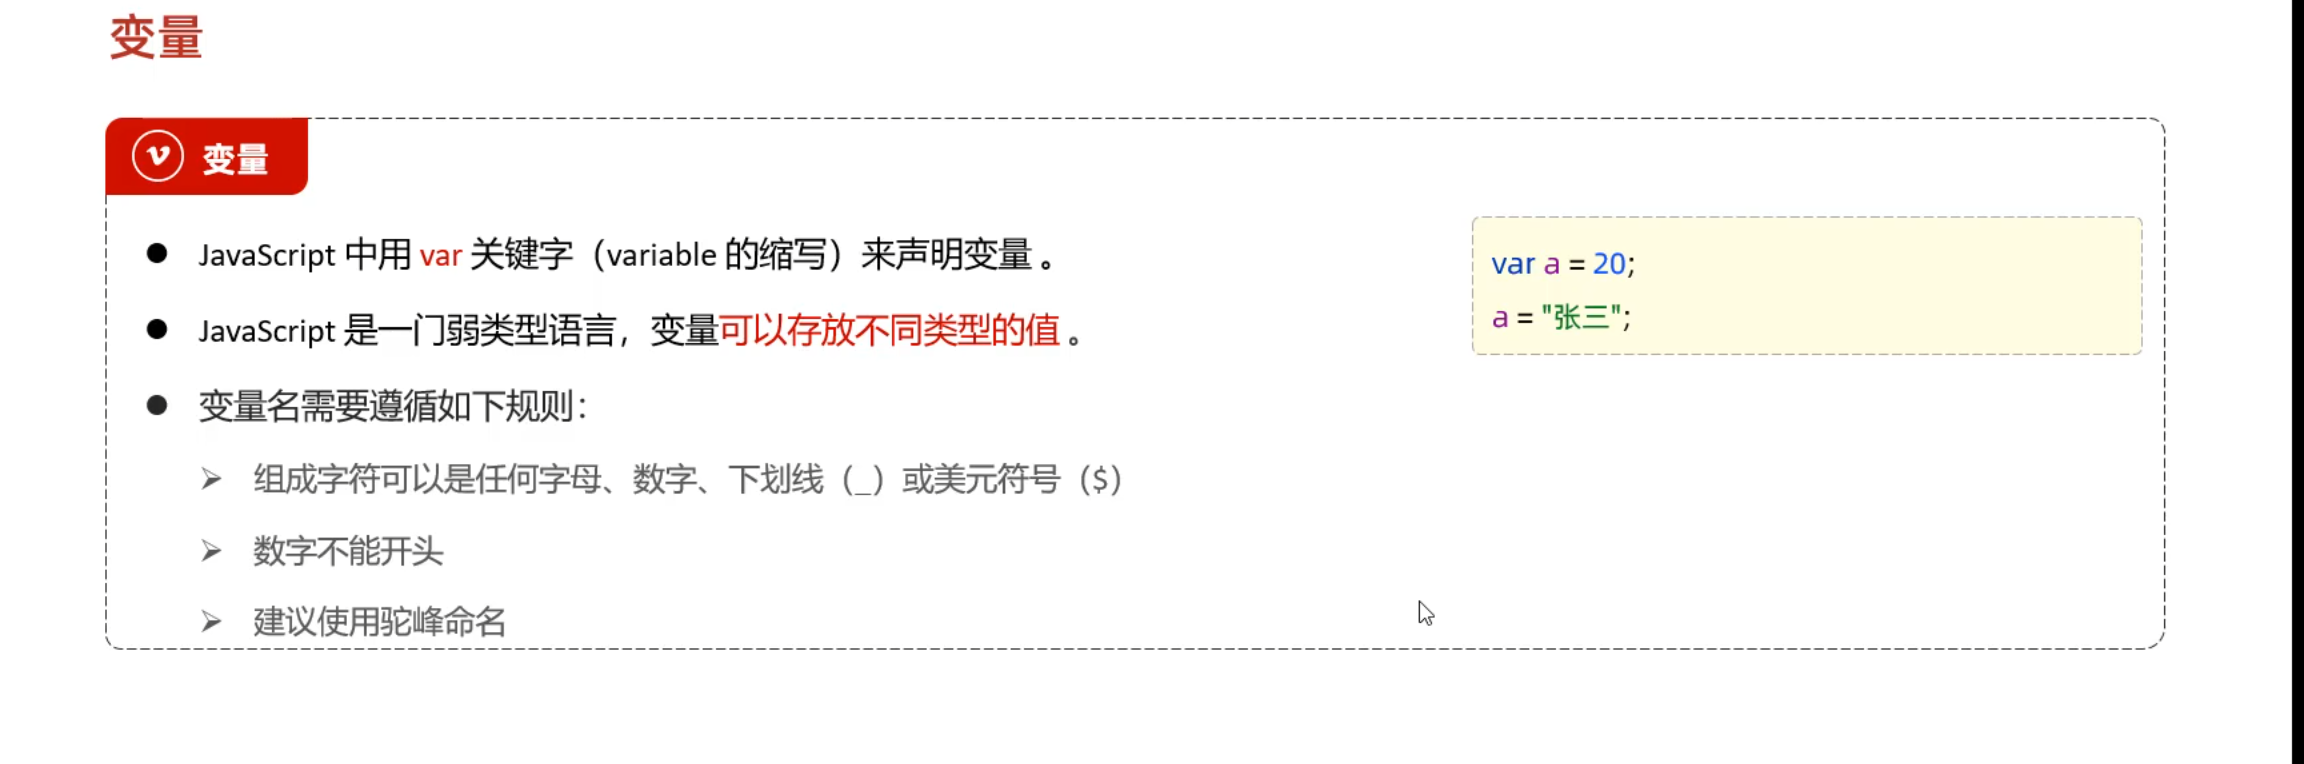 变量
变量
JavaScript 中用 var 关键字（variable 的缩写）来声明变量 。
JavaScript 是一门弱类型语言，变量可以存放不同类型的值 。
变量名需要遵循如下规则：
组成字符可以是任何字母、数字、下划线（_）或美元符号（$）
数字不能开头
建议使用驼峰命名
var a = 20;
a = "张三";